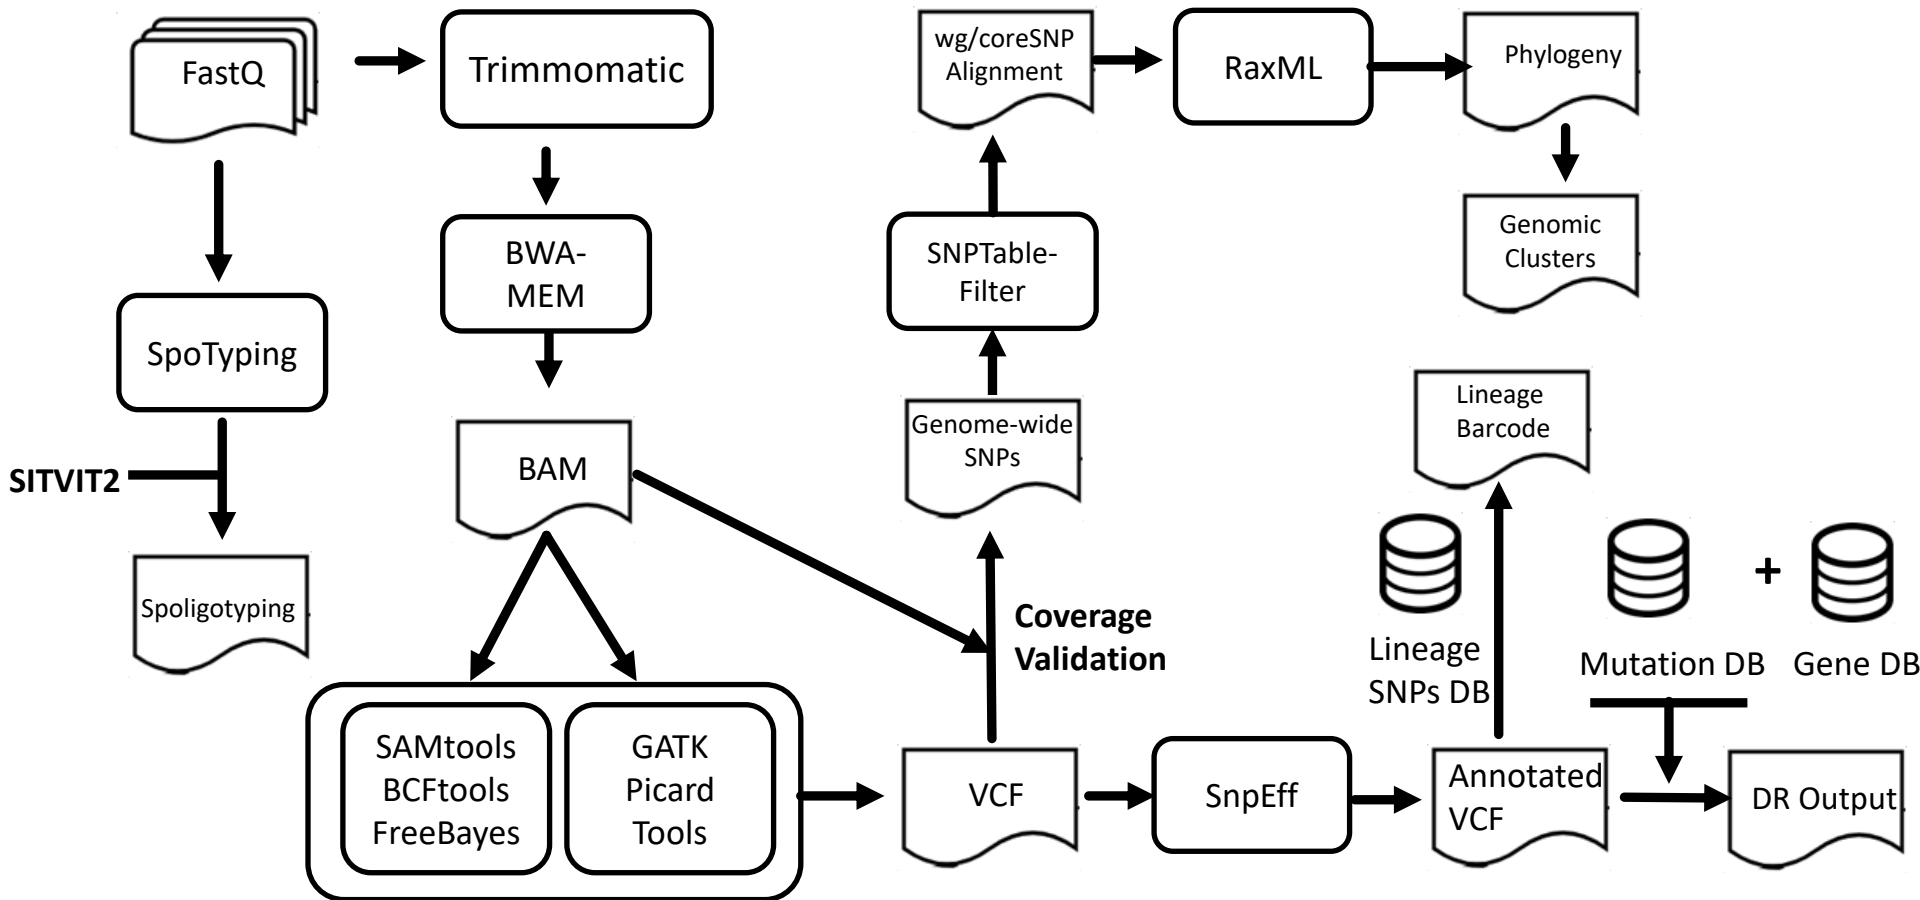 FastQ
Trimmomatic
wg/coreSNP
Alignment
RaxML
Phylogeny
BWA-
MEM
SNPTable-
Filter
Genomic
Clusters
SpoTyping
SITVIT2
BAM
Genome-wide
SNPs
Lineage
Barcode
Spoligotyping
Coverage
Validation
Lineage
SNPs DB
+
Mutation DB
Gene DB
SAMtools
BCFtools
FreeBayes
GATK
Picard
Tools
VCF
SnpEff
Annotated
VCF
DR Output